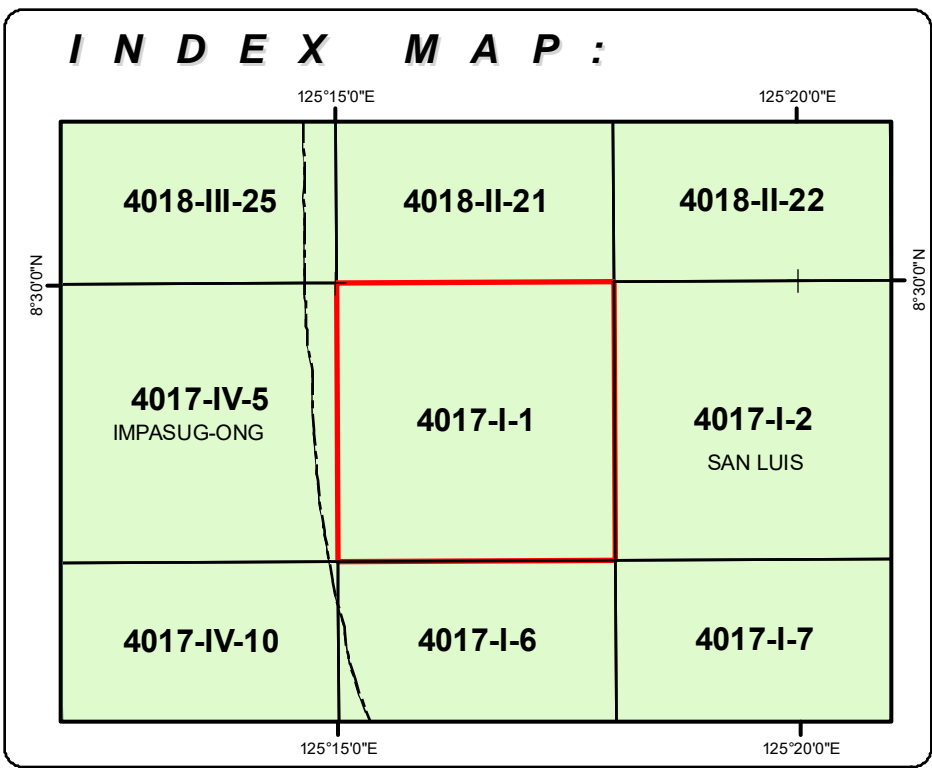 INDEX MAP:
125°15'0"E 125°20'0"E
4018-III-25 4018-II-21 4018-II-22
8°30'0"N 8°30'0"N
4017-IV-5 4017-I-1 4017-I-2
IMPASUG-ONG SAN LUIS
4017-IV-10 4017-I-6 4017-I-7
125°15'0"E 125°20'0"E